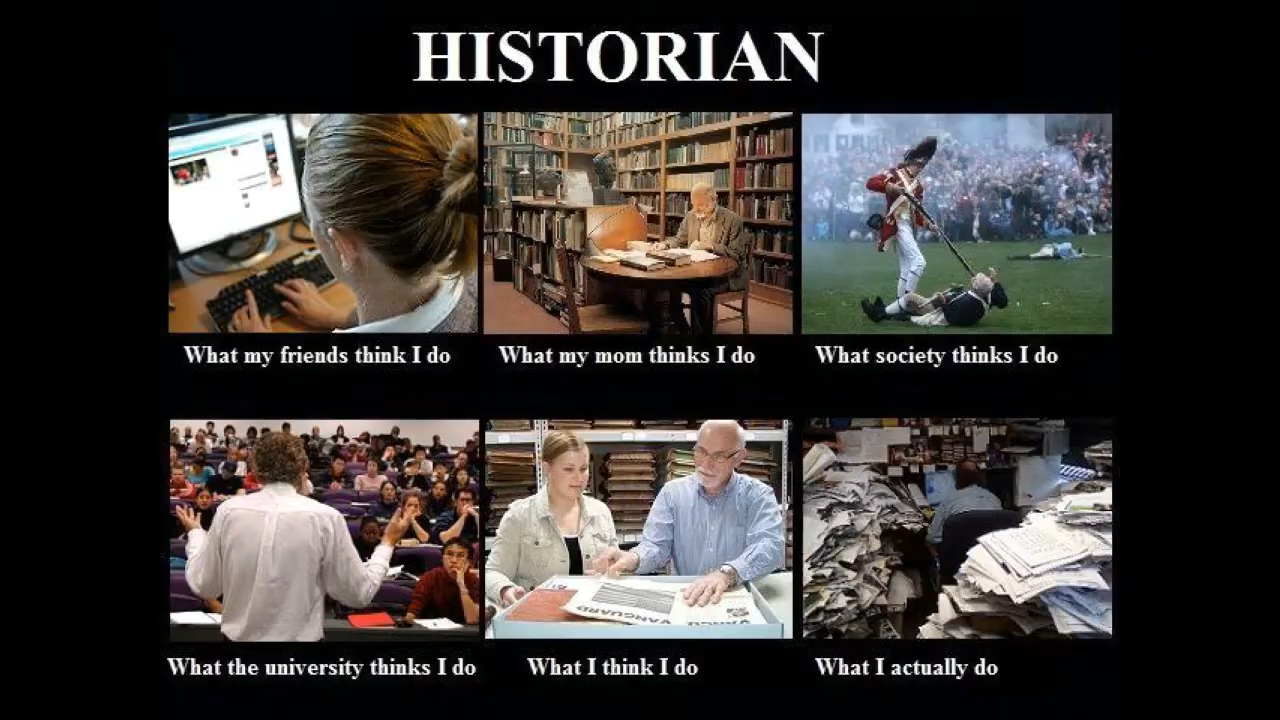 HISTORIAN
What my friends think I do
What my mom thinks I do
What society thinks I do
What the university thinks I do
What I think I do
What I actually do
VANGUARD